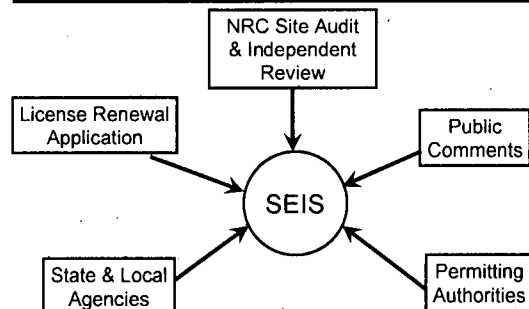 NRC Site Audit
& Independent
Review
License Renewal
Application
Public
Comments
SEIS
State & Local
Agencies
Permitting
Authorities